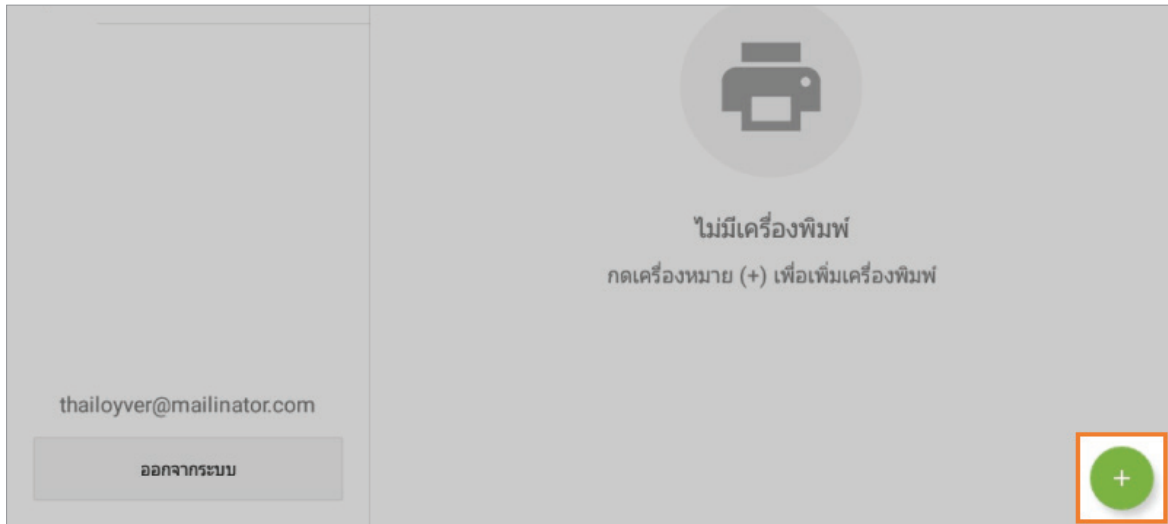 ไม่มีเครื่องพิมพ์
กดเครื่องหมาย (+) เพื่อเพิ่มเครื่องพิมพ์
thailoyver@mailinator.com
ออกจากระบบ
+